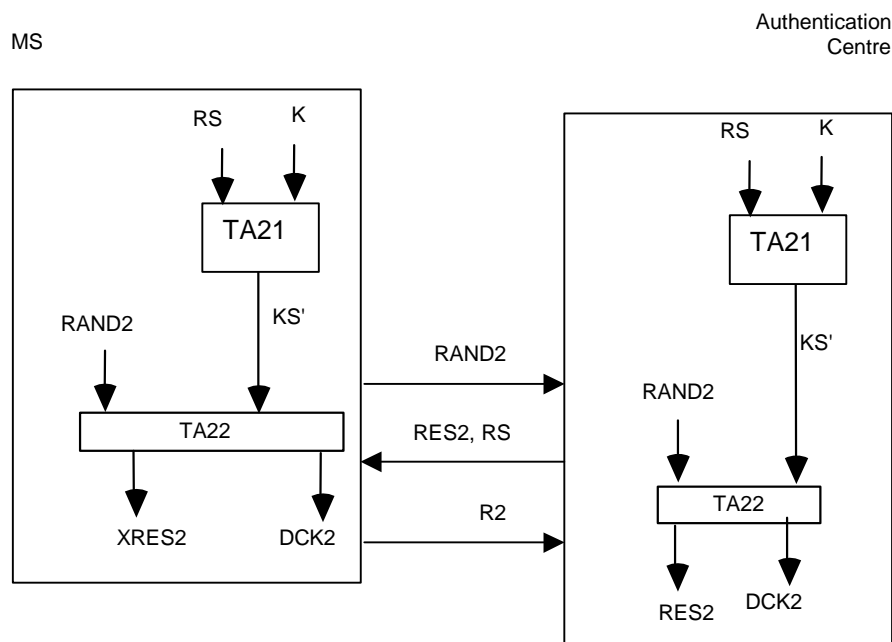 MS
Authentication
Centre
RS
K
TA21
KS'
RAND2
TA22
XRES2
DCK2
RAND2
RES2, RS
R2
RS
K
TA21
KS'
RAND2
TA22
RES2
DCK2